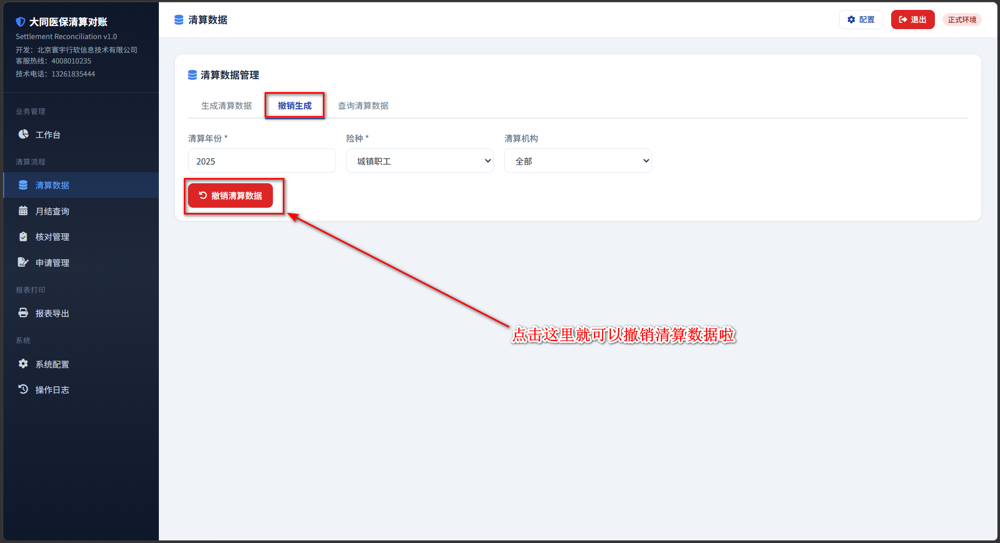 大同医保清算对账
Settlement Reconciliation v1.0
开发：北京寰宇行软信息技术有限公司
客服热线：4008010235
技术电话：13261835444
业务管理
工作台
清算流程
清算数据
月结查询
核对管理
申请管理
报表打印
报表导出
系统
系统配置
操作日志
清算数据
配置
退出
正式环境
清算数据管理
生成清算数据
撤销生成
查询清算数据
清算年份 *
险种 *
清算机构
2025
城镇职工
全部
撤销清算数据
点击这里就可以撤销清算数据啦